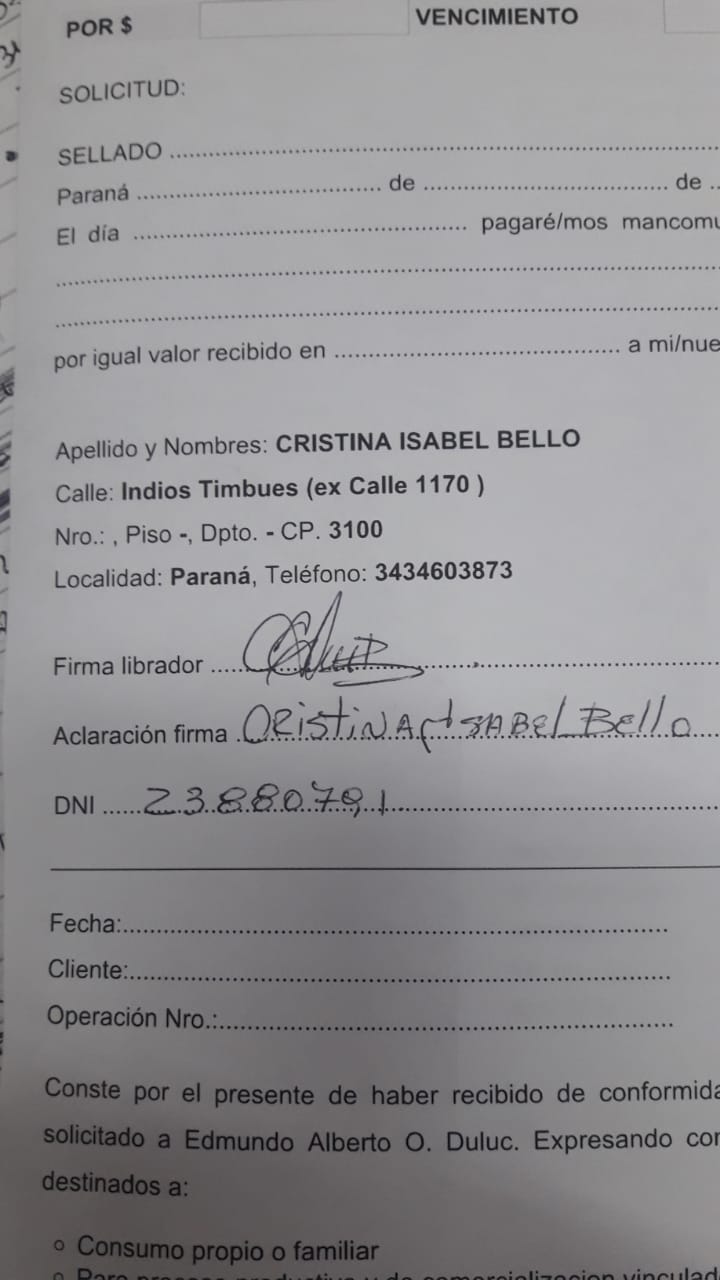 POR $ VENCIMIENTO
SOLICITUD:
SELLADO ....................
Paraná .................... de .................... de ..
El día .................... pagaré/mos mancomu
....................
....................
por igual valor recibido en .................... a mi/nue
Apellido y Nombres: CRISTINA ISABEL BELLO
Calle: Indios Timbues (ex Calle 1170 )
Nro.: , Piso -, Dpto. - CP. 3100
Localidad: Paraná, Teléfono: 3434603873
Firma librador ....................
Aclaración firma CRistiNA ISABEl Bello
DNI ...... 23880791
Fecha:....................
Cliente:....................
Operación Nro.:....................
Conste por el presente de haber recibido de conformida
solicitado a Edmundo Alberto O. Duluc. Expresando con
destinados a:
o Consumo propio o familiar